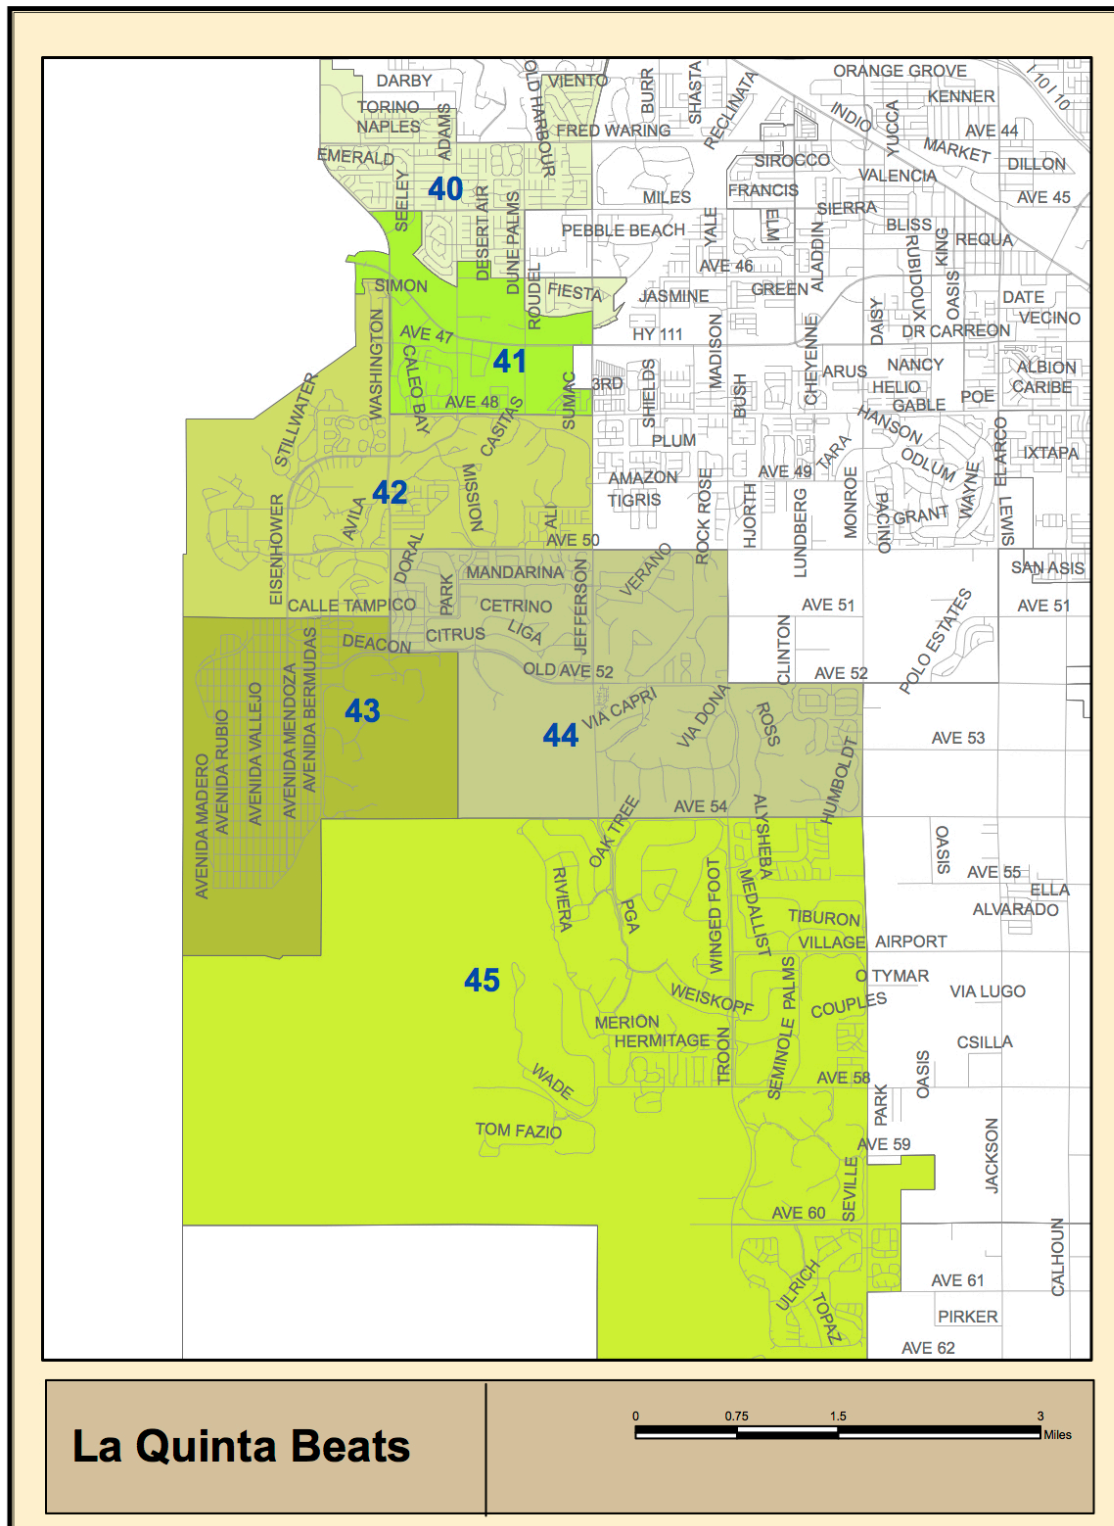 DARBY
OLD HARBOUR
VIENTO
BURR
SHASTA
RECLINATA
ORANGE GROVE
I 10 I 10
KENNER
TORINO
NAPLES
ADAMS
FRED WARING
INDIO
YUCCA
AVE 44
MARKET
EMERALD
SIROCCO
DILLON
VALENCIA
40
SEELEY
MILES
FRANCIS
AVE 45
SIERRA
DESERT AIR
DUNE PALMS
PEBBLE BEACH
YALE
ELM
ALADDIN
BLISS
RUBIDOUX
KING
REQUA
AVE 46
SIMON
ROUDEL
FIESTA
JASMINE
GREEN
OASIS
DATE
VECINO
WASHINGTON
AVE 47
HY 111
MADISON
CHEYENNE
DAISY
DR CARREON
41
CALEO BAY
SUMAC
3RD
SHIELDS
BUSH
ARUS
NANCY
ALBION
CARIBE
HELIO
GABLE
POE
AVE 48
STILLWATER
CASITAS
PLUM
HANSON
EL ARCO
IXTAPA
TARA
ODLUM
AVE 49
AMAZON
TIGRIS
MISSION
42
EISENHOWER
AVILA
ALI
ROCK ROSE
HJORTH
LUNDBERG
MONROE
PACINO
GRANT
WAYNE
LEWIS
AVE 50
DORAL
MANDARINA
JEFFERSON
VERANO
SAN ASIS
CALLE TAMPICO
PARK
CETRINO
AVE 51
AVE 51
DEACON
CITRUS
LIGA
CLINTON
POLO ESTATES
OLD AVE 52
AVE 52
43
44
AVENIDA MADERO
AVENIDA RUBIO
AVENIDA VALLEJO
AVENIDA MENDOZA
AVENIDA BERMUDAS
VIA CAPRI
VIA DONA
ROSS
HUMBOLDT
AVE 53
AVE 54
OAK TREE
ALYSHEBA
OASIS
AVE 55
RIVIERA
PGA
WINGED FOOT
MEDALLIST
ELLA
ALVARADO
TIBURON
VILLAGE
AIRPORT
45
WEISKOPF
PALMS
O TYMAR
COUPLES
VIA LUGO
MERION
HERMITAGE
TROON
SEMINOLE
CSILLA
WADE
AVE 58
PARK
OASIS
TOM FAZIO
AVE 59
JACKSON
SEVILLE
AVE 60
ULRICH
TOPAZ
AVE 61
CALHOUN
PIRKER
AVE 62
La Quinta Beats
0 0.75 1.5 3
Miles